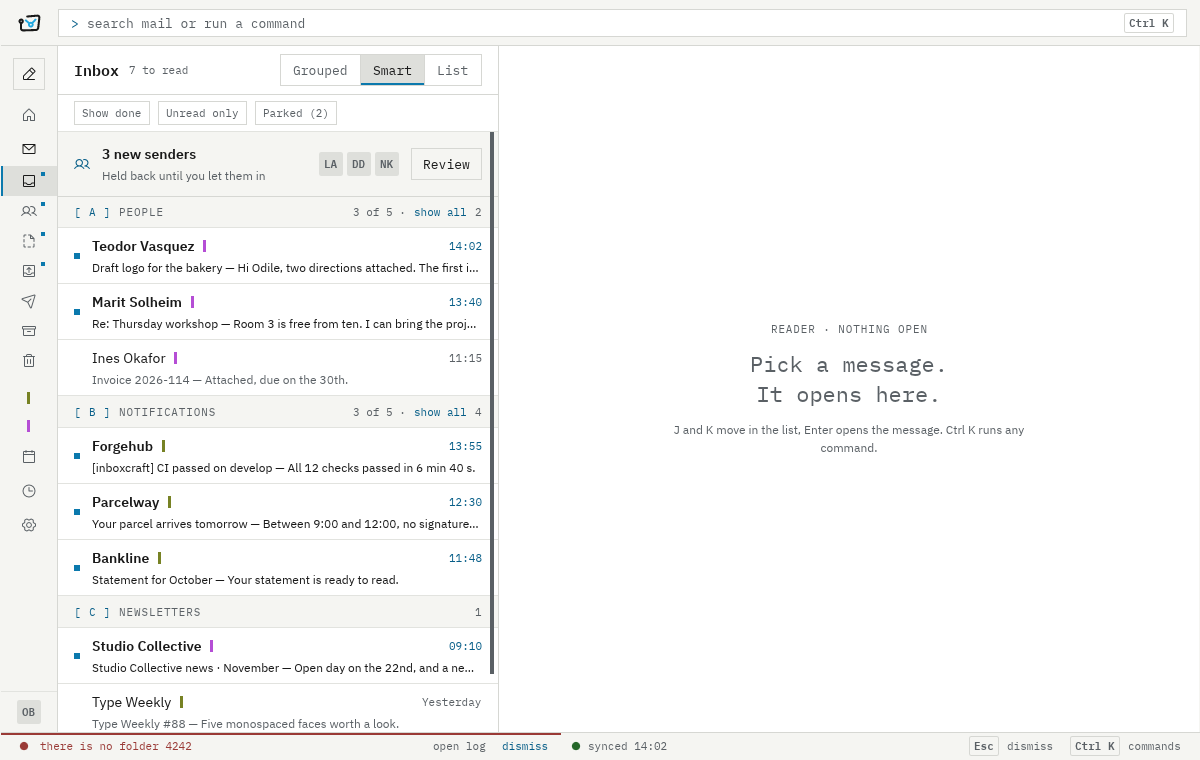 > search mail or run a command Ctrl K
Inbox 7 to read Grouped Smart List
Show done Unread only Parked (2)
3 new senders
Held back until you let them in
LA DD NK Review
[ A ] PEOPLE 3 of 5 · show all 2
Teodor Vasquez 14:02
Draft logo for the bakery — Hi Odile, two directions attached. The first i…
Marit Solheim 13:40
Re: Thursday workshop — Room 3 is free from ten. I can bring the proj…
Ines Okafor 11:15
Invoice 2026-114 — Attached, due on the 30th.
[ B ] NOTIFICATIONS 3 of 5 · show all 4
Forgehub 13:55
[inboxcraft] CI passed on develop — All 12 checks passed in 6 min 40 s.
Parcelway 12:30
Your parcel arrives tomorrow — Between 9:00 and 12:00, no signature…
Bankline 11:48
Statement for October — Your statement is ready to read.
[ C ] NEWSLETTERS 1
Studio Collective 09:10
Studio Collective news · November — Open day on the 22nd, and a ne…
Type Weekly Yesterday
Type Weekly #88 — Five monospaced faces worth a look.
READER · NOTHING OPEN
Pick a message.
It opens here.
J and K move in the list, Enter opens the message. Ctrl K runs any
command.
OB
there is no folder 4242 open log dismiss synced 14:02 Esc dismiss Ctrl K commands